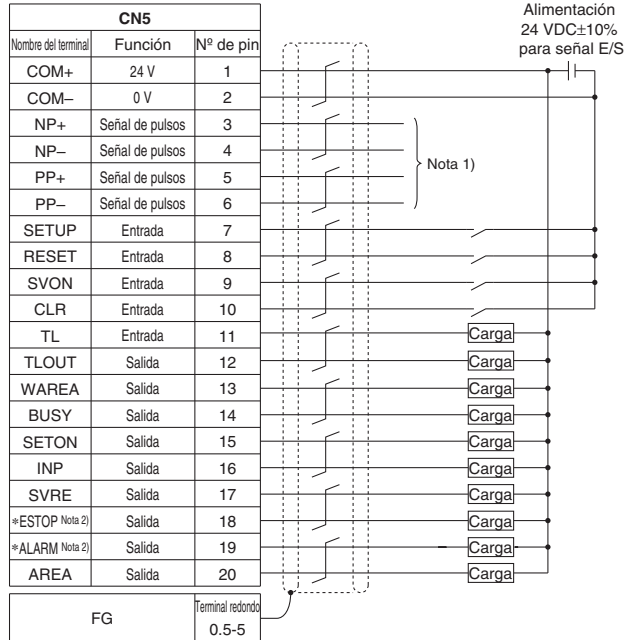 Alimentación
24 VDC±10%
para señal E/S
CN5
Nombre del terminal Función Nº de pin
COM+ 24 V 1
COM– 0 V 2
NP+ Señal de pulsos 3
NP– Señal de pulsos 4
PP+ Señal de pulsos 5
PP– Señal de pulsos 6
Nota 1)
SETUP Entrada 7
RESET Entrada 8
SVON Entrada 9
CLR Entrada 10
TL Entrada 11 Carga
TLOUT Salida 12 Carga
WAREA Salida 13 Carga
BUSY Salida 14 Carga
SETON Salida 15 Carga
INP Salida 16 Carga
SVRE Salida 17 Carga
*ESTOP Nota 2) Salida 18 Carga
*ALARM Nota 2) Salida 19 Carga
AREA Salida 20 Carga
FG Terminal redondo
0.5-5